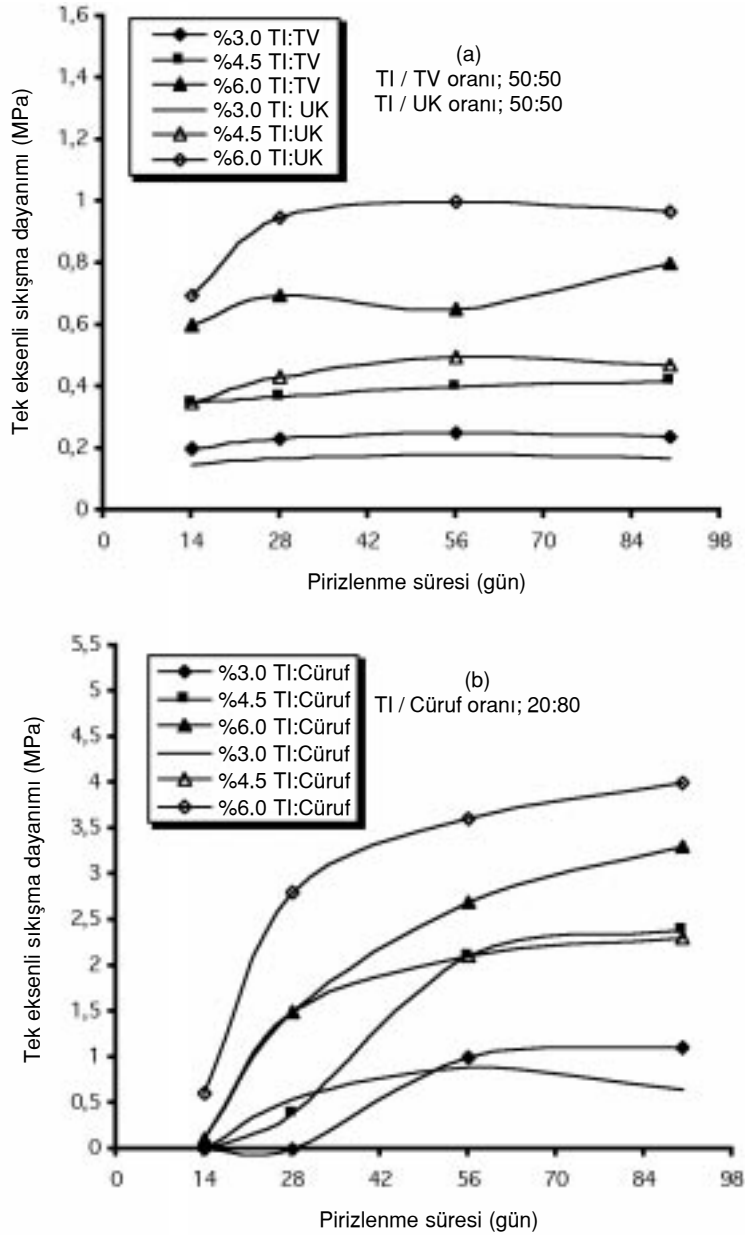 1,6
1,4
1,2
1
0,8
0,6
0,4
0,2
0
Tek eksenli sıkışma dayanımı (MPa)
%3.0 TI:TV
%4.5 TI:TV
%6.0 TI:TV
%3.0 TI: UK
%4.5 TI:UK
%6.0 TI:UK
(a)
TI / TV oranı; 50:50
TI / UK oranı; 50:50
0 14 28 42 56 70 84 98
Pirizlenme süresi (gün)
5,5
5
4,5
4
3,5
3
2,5
2
1,5
1
0,5
0
Tek eksenli sıkışma dayanımı (MPa)
%3.0 TI:Cüruf
%4.5 TI:Cüruf
%6.0 TI:Cüruf
%3.0 TI:Cüruf
%4.5 TI:Cüruf
%6.0 TI:Cüruf
(b)
TI / Cüruf oranı; 20:80
0 14 28 42 56 70 84 98
Pirizlenme süresi (gün)